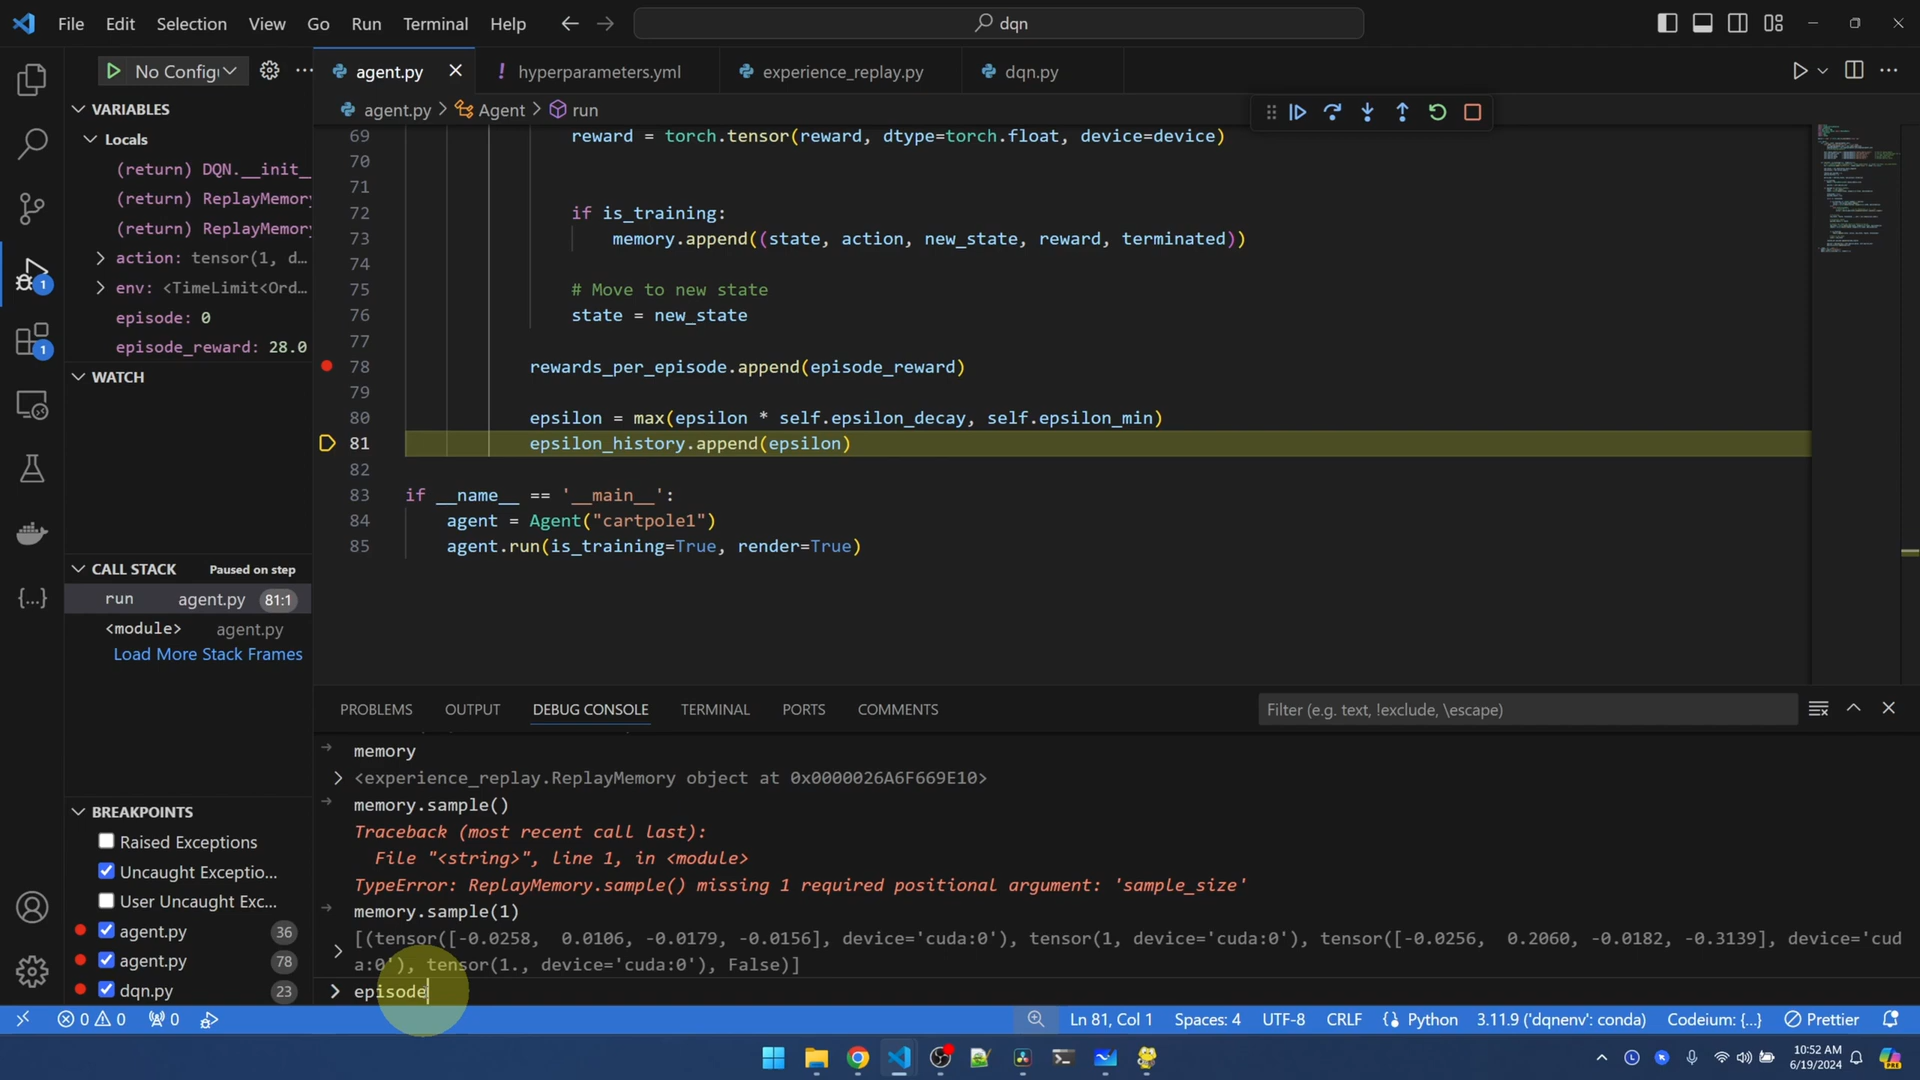 File Edit Selection View Go Run Terminal Help
dqn
No Config
agent.py
hyperparameters.yml
experience_replay.py
dqn.py
agent.py > Agent > run
VARIABLES
Locals
(return) DQN.__init_
(return) ReplayMemory
(return) ReplayMemory
action: tensor(1, d...
env: <TimeLimit<Ord...
episode: 0
episode_reward: 28.0
WATCH
CALL STACK Paused on step
run agent.py 81:1
<module> agent.py
Load More Stack Frames
BREAKPOINTS
Raised Exceptions
Uncaught Exceptio...
User Uncaught Exc...
agent.py 36
agent.py 78
dqn.py 23
69 reward = torch.tensor(reward, dtype=torch.float, device=device)
70
71
72 if is_training:
73 memory.append((state, action, new_state, reward, terminated))
74
75 # Move to new state
76 state = new_state
77
78 rewards_per_episode.append(episode_reward)
79
80 epsilon = max(epsilon * self.epsilon_decay, self.epsilon_min)
81 epsilon_history.append(epsilon)
82
83 if __name__ == '__main__':
84 agent = Agent("cartpole1")
85 agent.run(is_training=True, render=True)
PROBLEMS OUTPUT DEBUG CONSOLE TERMINAL PORTS COMMENTS
Filter (e.g. text, !exclude, \escape)
memory
<experience_replay.ReplayMemory object at 0x0000026A6F669E10>
memory.sample()
Traceback (most recent call last):
File "<string>", line 1, in <module>
TypeError: ReplayMemory.sample() missing 1 required positional argument: 'sample_size'
memory.sample(1)
[(tensor([-0.0258, 0.0106, -0.0179, -0.0156], device='cuda:0'), tensor(1, device='cuda:0'), tensor([-0.0256, 0.2060, -0.0182, -0.3139], device='cud
a:0'), tensor(1., device='cuda:0'), False)]
episode
0 0 0
Ln 81, Col 1 Spaces: 4 UTF-8 CRLF Python 3.11.9 ('dqnenv': conda) Codeium: {...} Prettier
10:52 AM
6/19/2024